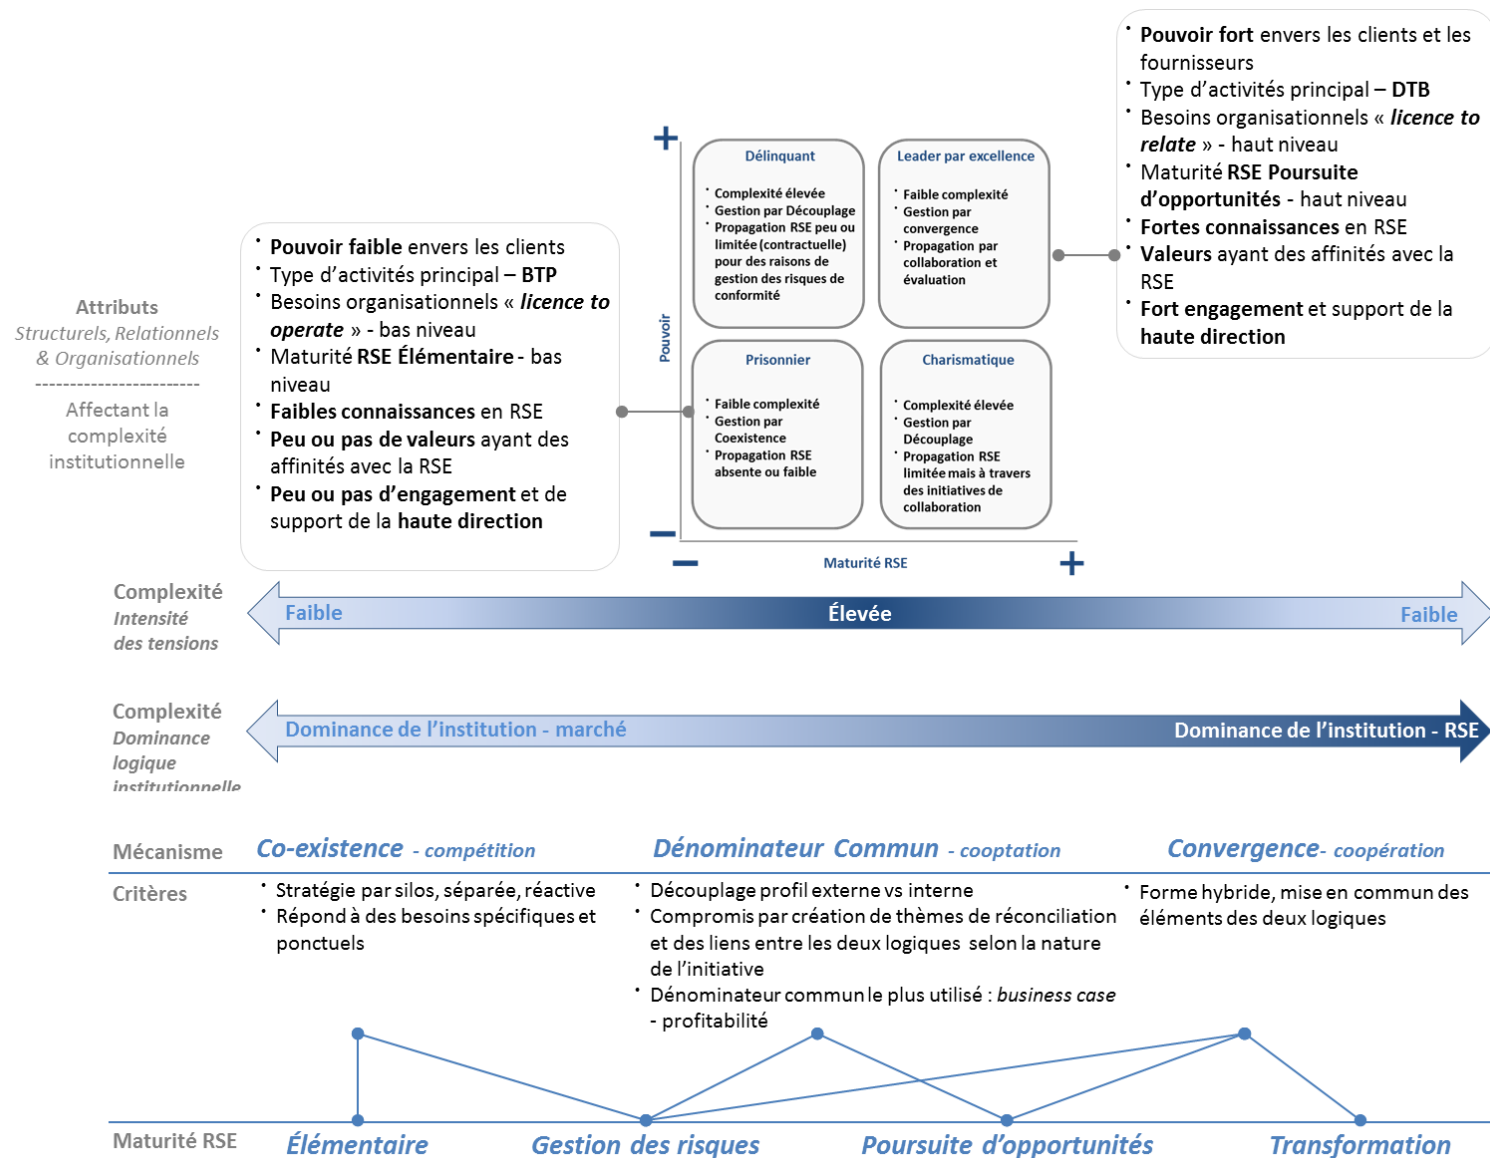 • Pouvoir fort envers les clients et les
fournisseurs
• Type d’activités principal – DTB
• Besoins organisationnels « licence to
relate » - haut niveau
• Maturité RSE Poursuite
d’opportunités - haut niveau
• Fortes connaissances en RSE
• Valeurs ayant des affinités avec la
RSE
• Fort engagement et support de la
haute direction
+
Pouvoir
Délinquant
• Complexité élevée
• Gestion par Découplage
• Propagation RSE peu ou
limitée (contractuelle)
pour des raisons de
gestion des risques de
conformité
Leader par excellence
• Faible complexité
• Gestion par
convergence
• Propagation par
collaboration et
évaluation
Prisonnier
• Faible complexité
• Gestion par
Coexistence
• Propagation RSE
absente ou faible
Charismatique
• Complexité élevée
• Gestion par
Découplage
• Propagation RSE
limitée mais à travers
des initiatives de
collaboration
–
–
Maturité RSE
+
• Pouvoir faible envers les clients
• Type d’activités principal – BTP
• Besoins organisationnels « licence to
operate » - bas niveau
• Maturité RSE Élémentaire - bas
niveau
• Faibles connaissances en RSE
• Peu ou pas de valeurs ayant des
affinités avec la RSE
• Peu ou pas d’engagement et de
support de la haute direction
Attributs
Structurels, Relationnels
& Organisationnels
------------------------
Affectant la
complexité
institutionnelle
Complexité
Intensité
des tensions
Faible
Élevée
Faible
Complexité
Dominance
logique
institutionnelle
Dominance de l’institution - marché
Dominance de l’institution - RSE
Mécanisme
Co-existence - compétition
Dénominateur Commun - cooptation
Convergence- coopération
Critères
• Stratégie par silos, séparée, réactive
• Répond à des besoins spécifiques et
ponctuels
• Découplage profil externe vs interne
• Compromis par création de thèmes de réconciliation
et des liens entre les deux logiques selon la nature
de l’initiative
• Dénominateur commun le plus utilisé : business case
- profitabilité
• Forme hybride, mise en commun des
éléments des deux logiques
Maturité RSE
Élémentaire
Gestion des risques
Poursuite d’opportunités
Transformation